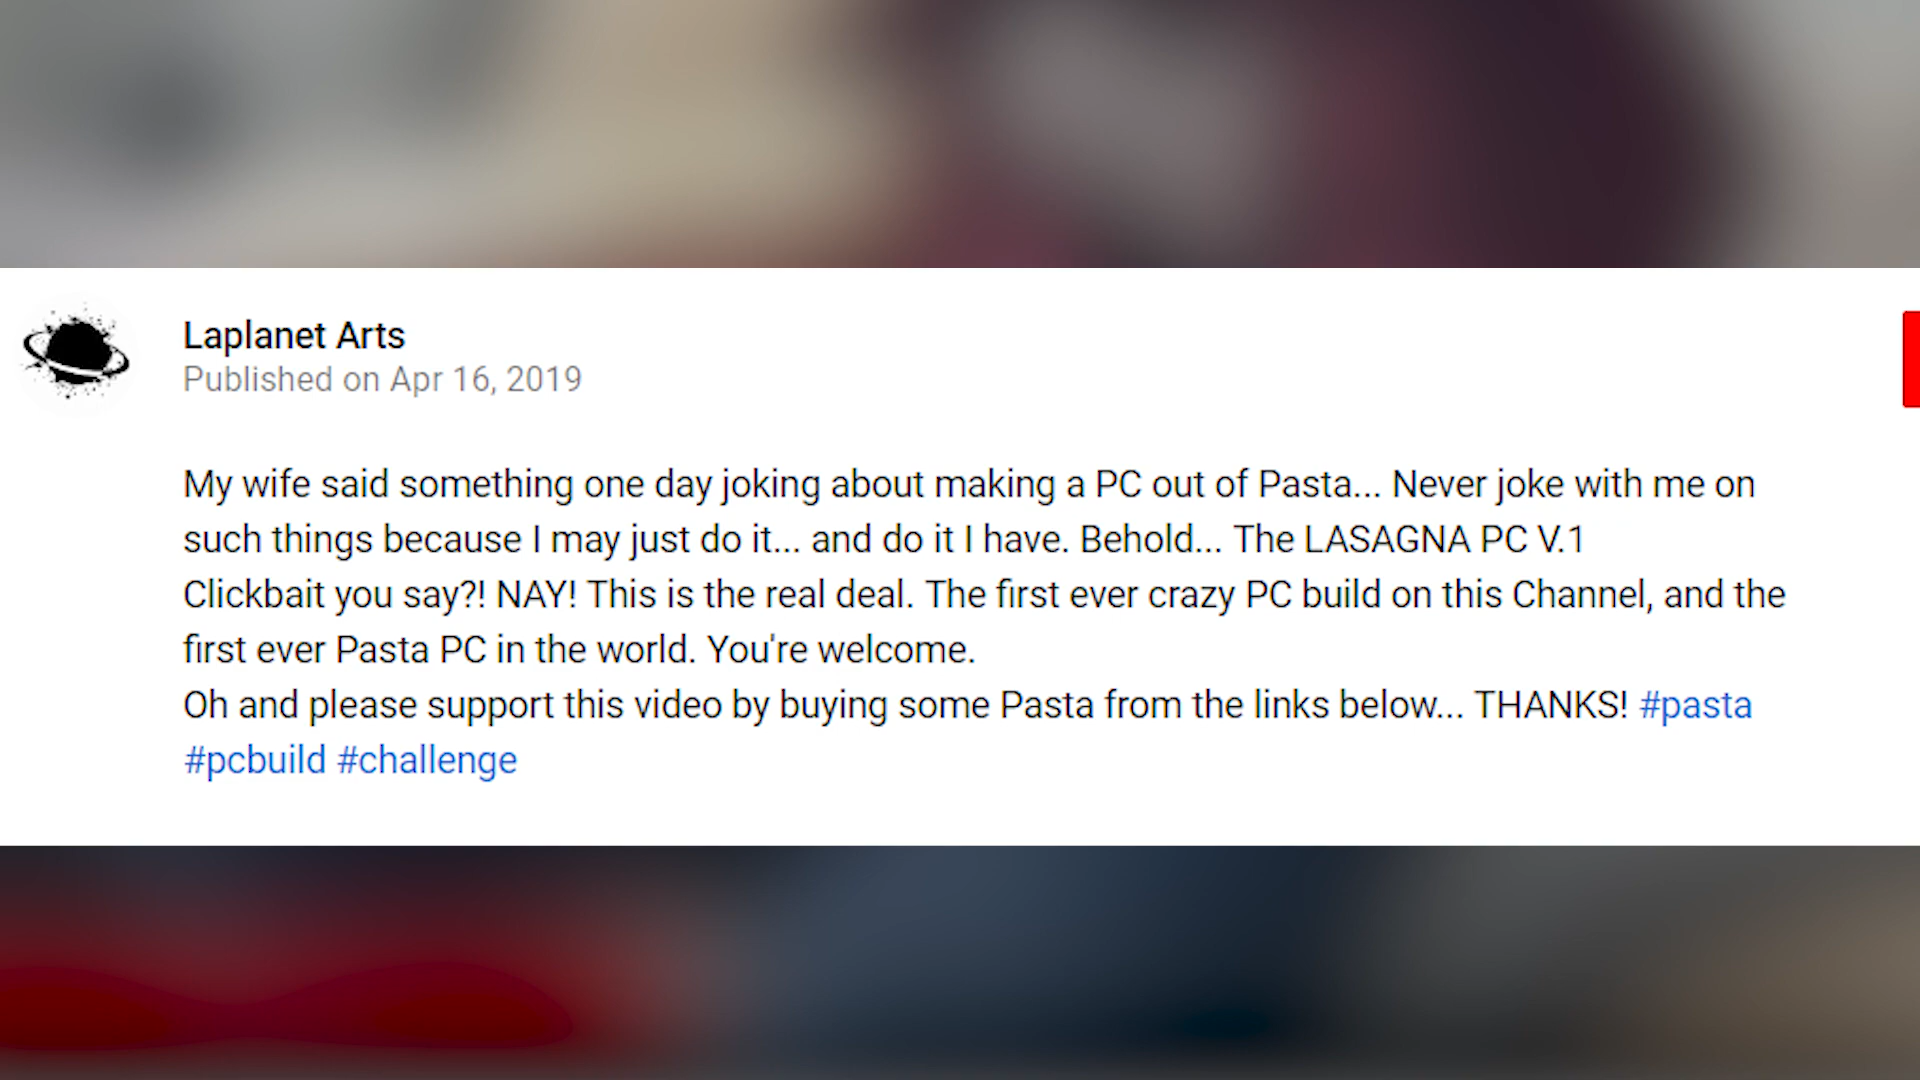 Laplanet Arts
Published on Apr 16, 2019
My wife said something one day joking about making a PC out of Pasta... Never joke with me on
such things because I may just do it... and do it I have. Behold... The LASAGNA PC V.1
Clickbait you say?! NAY! This is the real deal. The first ever crazy PC build on this Channel, and the
first ever Pasta PC in the world. You're welcome.
Oh and please support this video by buying some Pasta from the links below... THANKS! #pasta
#pcbuild #challenge